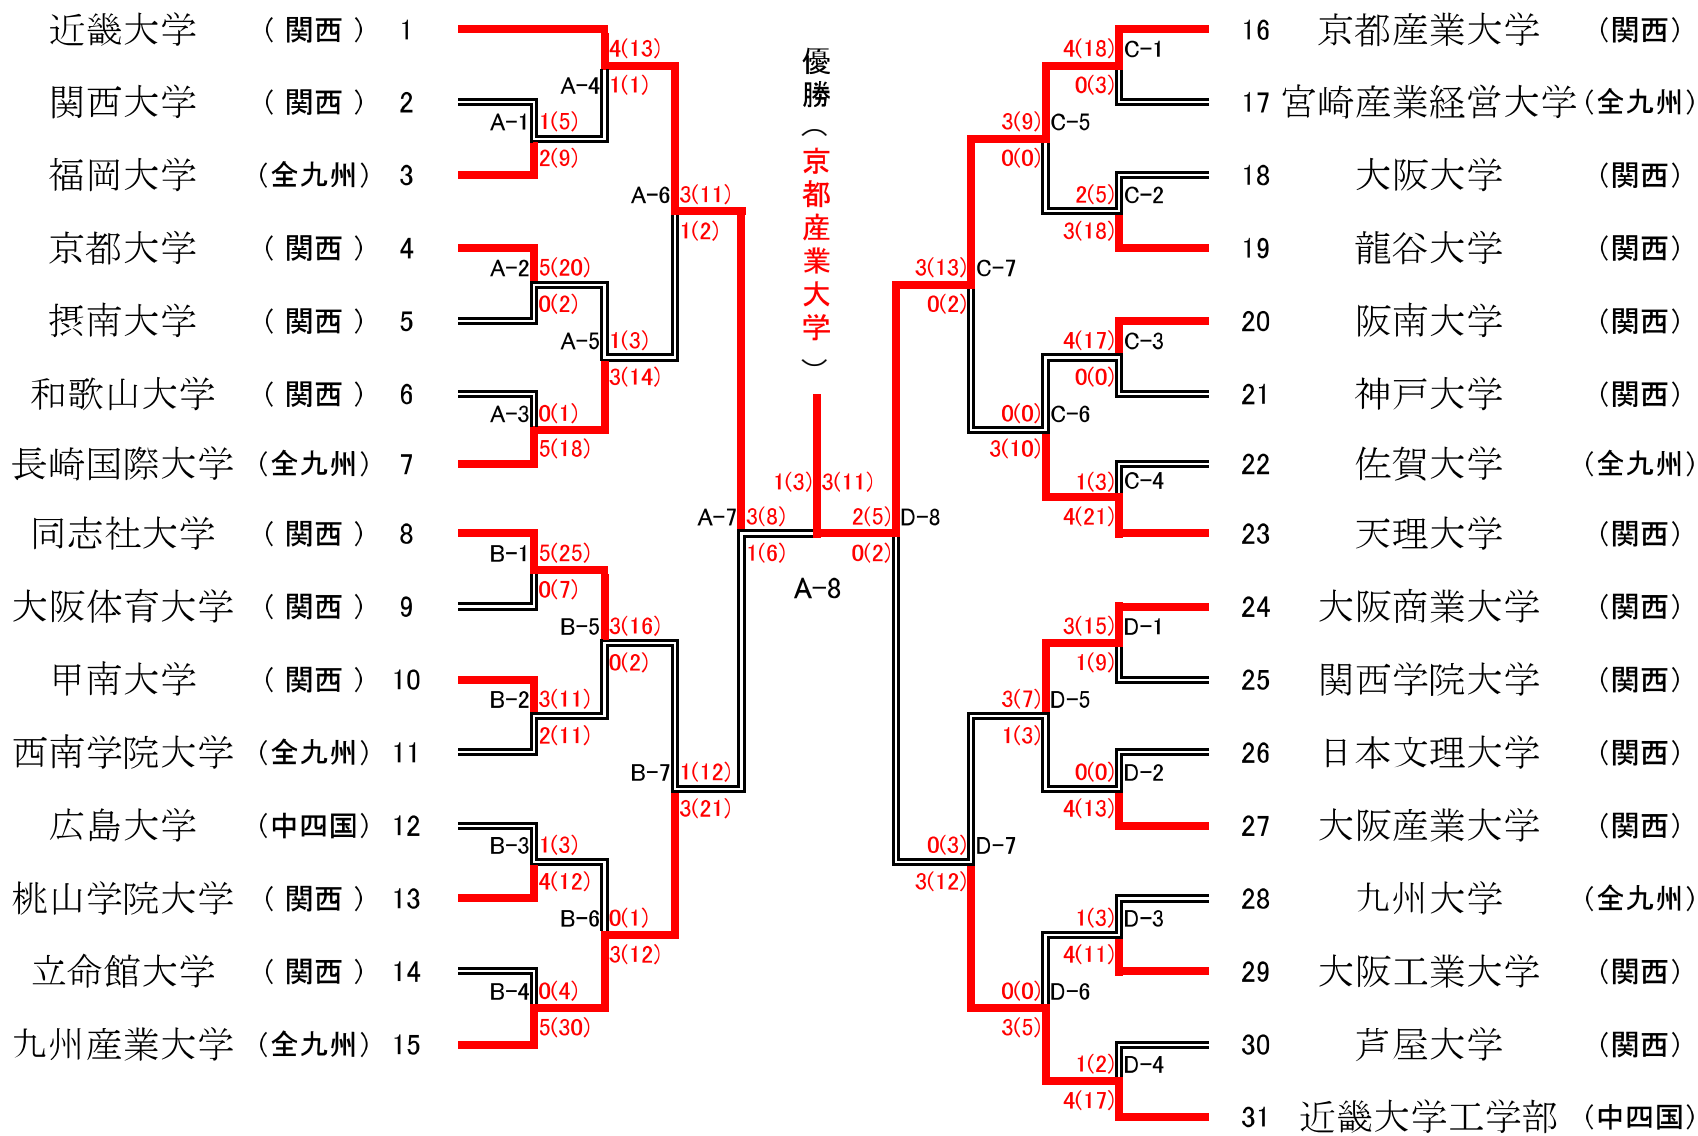 近畿大学 (関西) 1
関西大学 (関西) 2
福岡大学 (全九州) 3
京都大学 (関西) 4
摂南大学 (関西) 5
和歌山大学 (関西) 6
長崎国際大学 (全九州) 7
同志社大学 (関西) 8
大阪体育大学 (関西) 9
甲南大学 (関西) 10
西南学院大学 (全九州) 11
広島大学 (中四国) 12
桃山学院大学 (関西) 13
立命館大学 (関西) 14
九州産業大学 (全九州) 15
A-1 1(5)
2(9)
A-2 5(20)
0(2)
A-3 0(1)
5(18)
B-1 5(25)
0(7)
B-2 3(11)
2(11)
B-3 1(3)
4(12)
B-4 0(4)
5(30)
A-4 4(13)
1(1)
A-5 1(3)
3(14)
B-5 3(16)
0(2)
B-6 0(1)
3(12)
A-6 3(11)
1(2)
B-7 1(12)
3(21)
A-7 3(8)
1(6)
優勝(京都産業大学)
1(3) 3(11)
A-8
2(5) D-8
0(2)
3(13) C-7
0(2)
0(3) D-7
3(12)
3(9) C-5
0(0)
0(0) C-6
3(10)
3(7) D-5
1(3)
0(0) D-6
3(5)
4(18) C-1
0(3)
2(5) C-2
3(18)
4(17) C-3
0(0)
1(3) C-4
4(21)
3(15) D-1
1(9)
0(0) D-2
4(13)
1(3) D-3
4(11)
1(2) D-4
4(17)
16 京都産業大学 (関西)
17 宮崎産業経営大学 (全九州)
18 大阪大学 (関西)
19 龍谷大学 (関西)
20 阪南大学 (関西)
21 神戸大学 (関西)
22 佐賀大学 (全九州)
23 天理大学 (関西)
24 大阪商業大学 (関西)
25 関西学院大学 (関西)
26 日本文理大学 (関西)
27 大阪産業大学 (関西)
28 九州大学 (全九州)
29 大阪工業大学 (関西)
30 芦屋大学 (関西)
31 近畿大学工学部 (中四国)